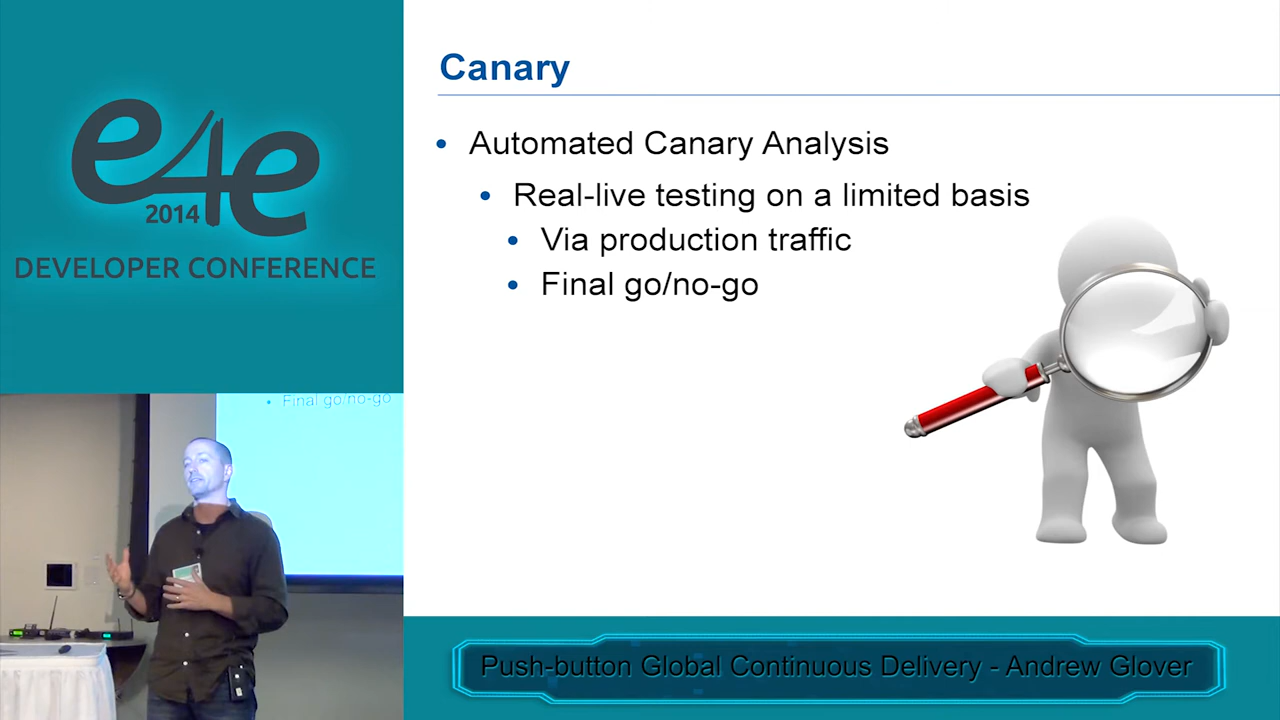 e4e
2014
DEVELOPER CONFERENCE
Canary
• Automated Canary Analysis
• Real-live testing on a limited basis
• Via production traffic
• Final go/no-go
• Final go/no-go
Push-button Global Continuous Delivery - Andrew Glover